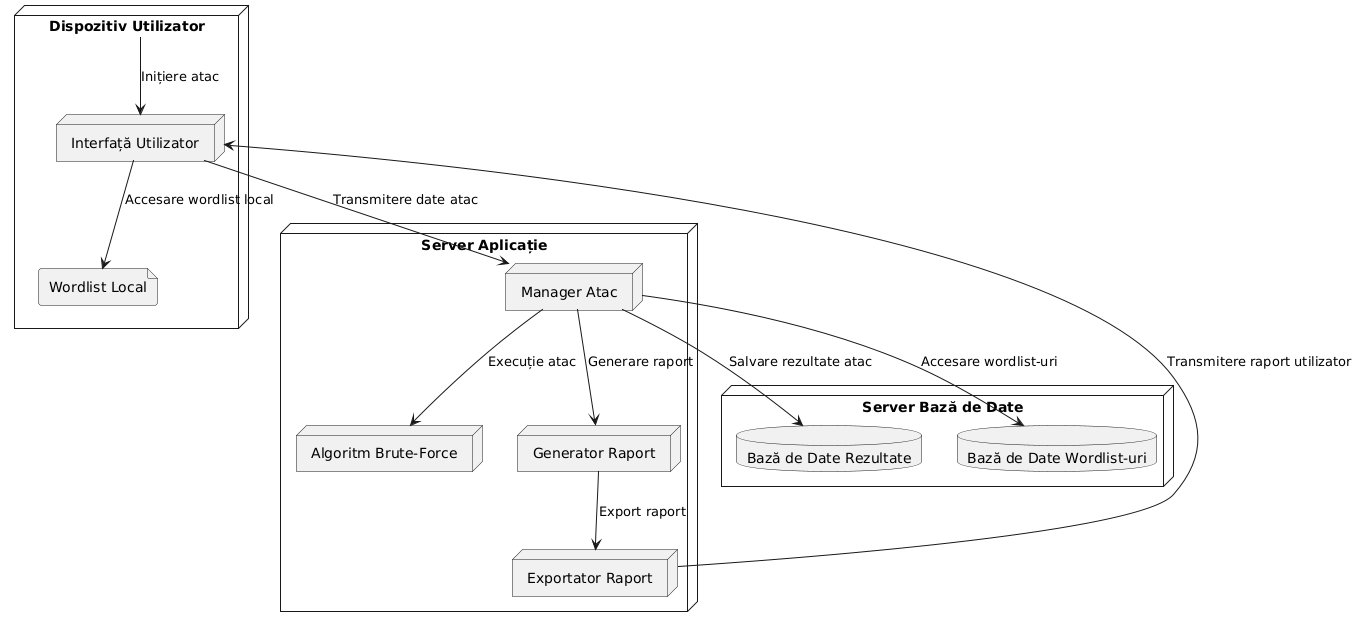 Dispozitiv Utilizator
Inițiere atac
Interfață Utilizator
Accesare wordlist local
Transmitere date atac
Server Aplicație
Wordlist Local
Manager Atac
Execuție atac
Generare raport
Salvare rezultate atac
Accesare wordlist-uri
Transmitere raport utilizator
Server Bază de Date
Algoritm Brute-Force
Generator Raport
Bază de Date Rezultate
Bază de Date Wordlist-uri
Export raport
Exportator Raport